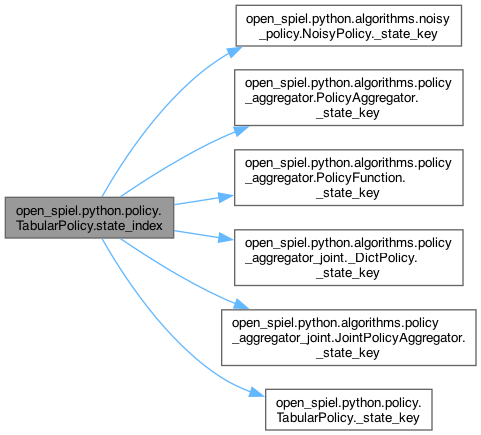 open_spiel.python.algorithms.noisy
_policy.NoisyPolicy._state_key
open_spiel.python.algorithms.policy
_aggregator.PolicyAggregator.
_state_key
open_spiel.python.algorithms.policy
_aggregator.PolicyFunction.
_state_key
open_spiel.python.policy.
TabularPolicy.state_index
open_spiel.python.algorithms.policy
_aggregator_joint._DictPolicy.
_state_key
open_spiel.python.algorithms.policy
_aggregator_joint.JointPolicyAggregator.
_state_key
open_spiel.python.policy.
TabularPolicy._state_key